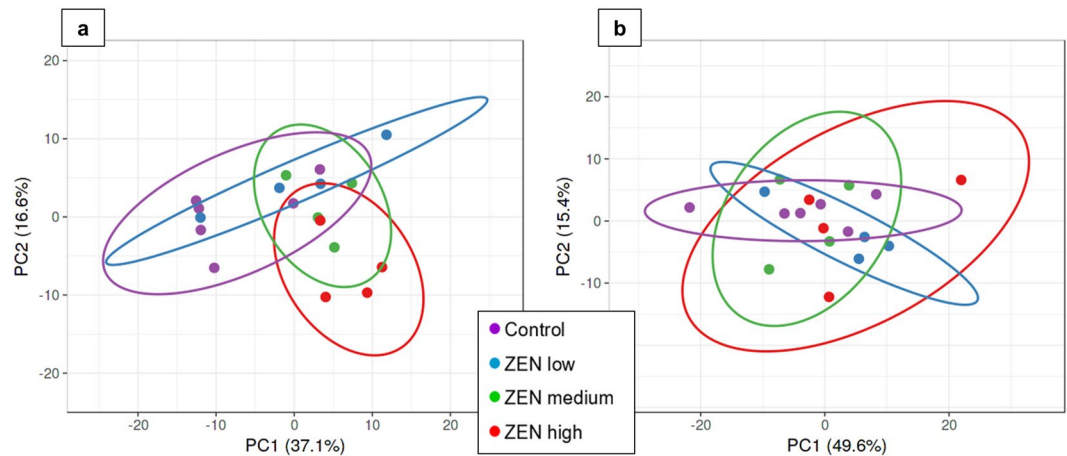 a
b
20
10
0
-10
-20
PC2 (16.6%)
-20
-10
0
10
20
PC1 (37.1%)
20
10
0
-10
PC2 (15.4%)
-20
0
20
PC1 (49.6%)
Control
ZEN low
ZEN medium
ZEN high